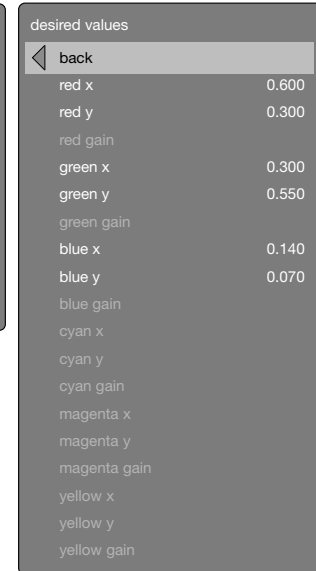 desired values
back
red x 0.600
red y 0.300
red gain
green x 0.300
green y 0.550
green gain
blue x 0.140
blue y 0.070
blue gain
cyan x
cyan y
cyan gain
magenta x
magenta y
magenta gain
yellow x
yellow y
yellow gain